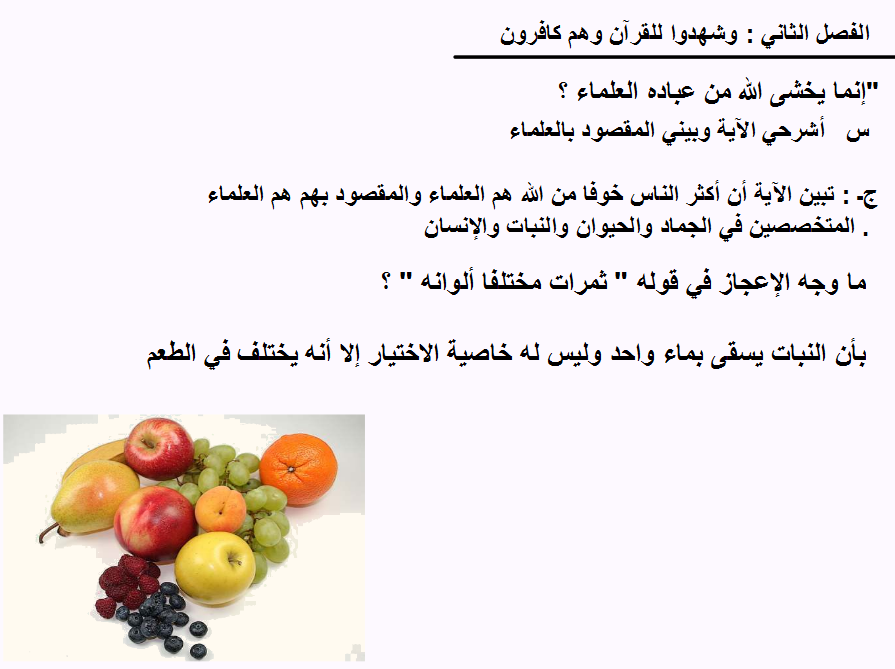 الفصل الثاني : وشهدوا للقرآن وهم كافرون
"إنما يخشى الله من عباده العلماء ؟
س أشرحي الآية وبيني المقصود بالعلماء
ج- : تبين الآية أن أكثر الناس خوفا من الله هم العلماء والمقصود بهم هم العلماء
. المتخصصين في الجماد والحيوان والنبات والإنسان
ما وجه الإعجاز في قوله " ثمرات مختلفا ألوانه " ؟
بأن النبات يسقى بماء واحد وليس له خاصية الاختيار إلا أنه يختلف في الطعم